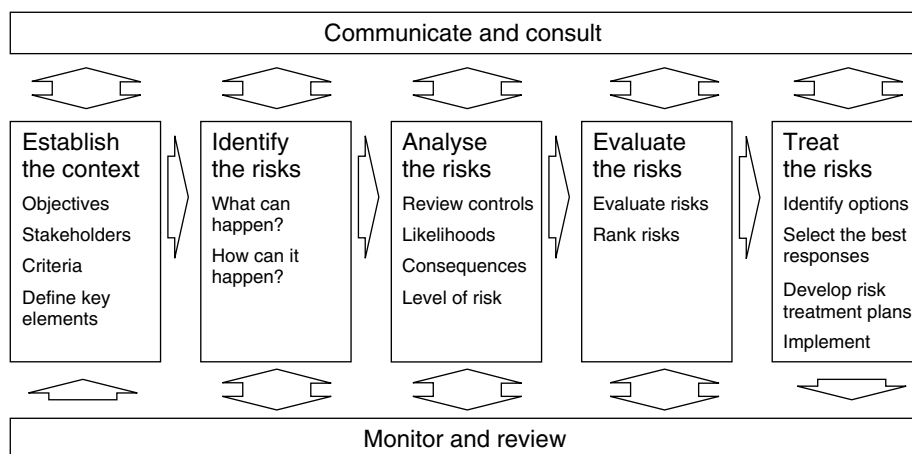 Communicate and consult
Establish
the context
Objectives
Stakeholders
Criteria
Define key
elements
Identify
the risks
What can
happen?
How can it
happen?
Analyse
the risks
Review controls
Likelihoods
Consequences
Level of risk
Evaluate
the risks
Evaluate risks
Rank risks
Treat
the risks
Identify options
Select the best
responses
Develop risk
treatment plans
Implement
Monitor and review